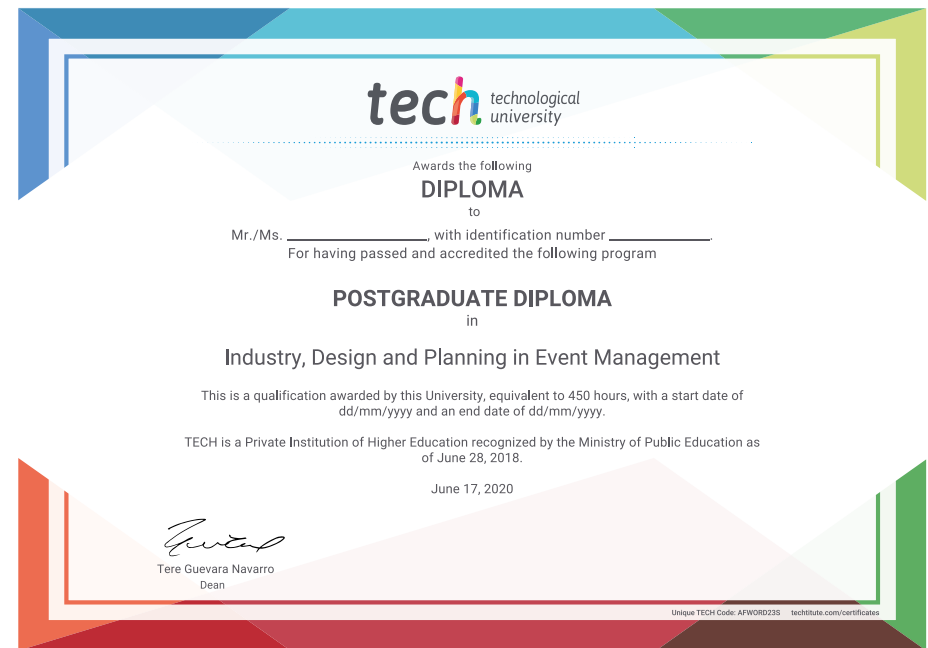 tech technological
university
Awards the following
DIPLOMA
to
Mr./Ms. ____________________, with identification number ______________.
For having passed and accredited the following program
POSTGRADUATE DIPLOMA
in
Industry, Design and Planning in Event Management
This is a qualification awarded by this University, equivalent to 450 hours, with a start date of
dd/mm/yyyy and an end date of dd/mm/yyyy.
TECH is a Private Institution of Higher Education recognized by the Ministry of Public Education as
of June 28, 2018.
June 17, 2020
Tere Guevara Navarro
Dean
Unique TECH Code: AFWORD23S techtitute.com/certificates